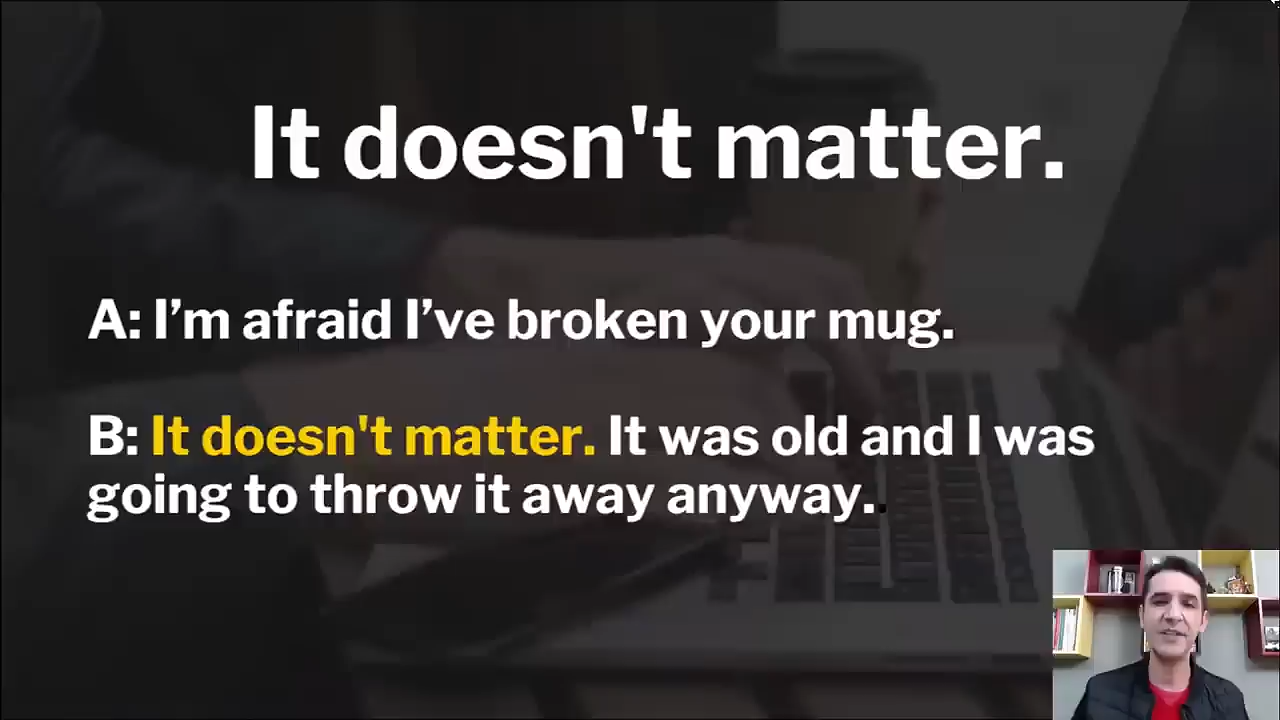 It doesn't matter.
A: I’m afraid I’ve broken your mug.
B: It doesn't matter. It was old and I was
going to throw it away anyway.